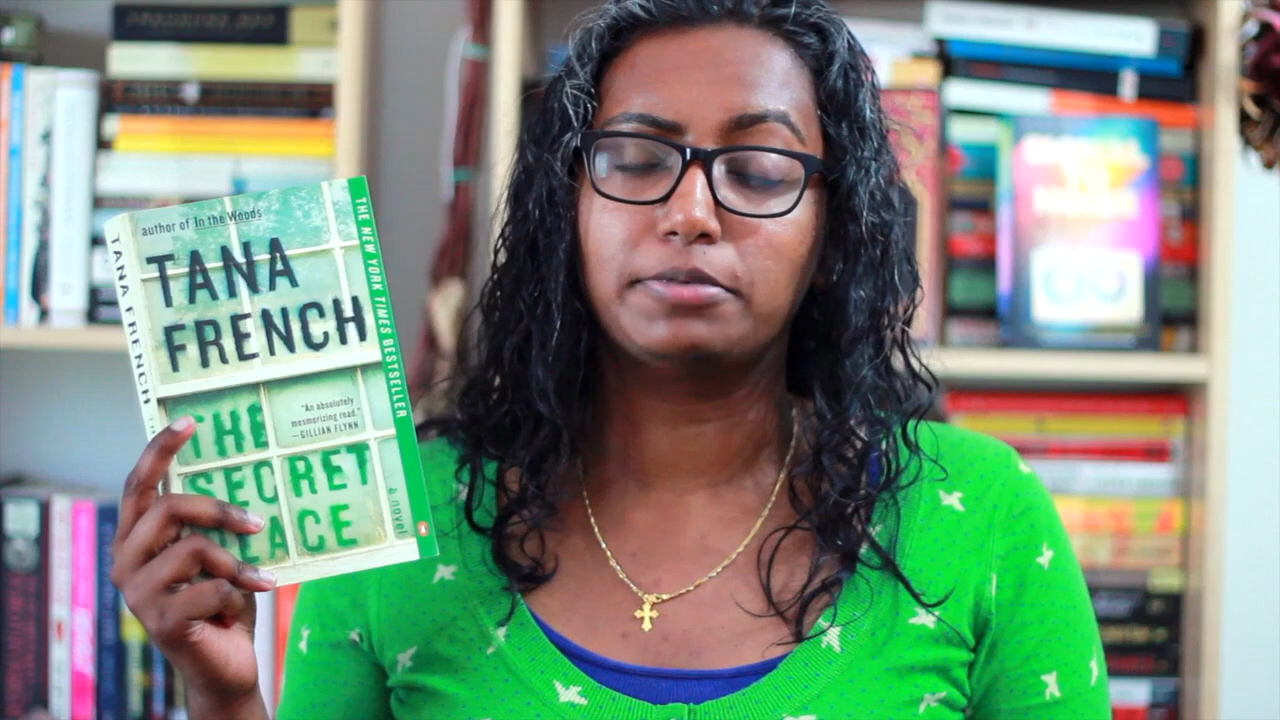 author of In the Woods
TANA
FRENCH
THE NEW YORK TIMES BESTSELLER
TANA FRENCH
"An absolutely
mesmerizing read."
—GILLIAN FLYNN
THE
SECRET
PLACE
a novel